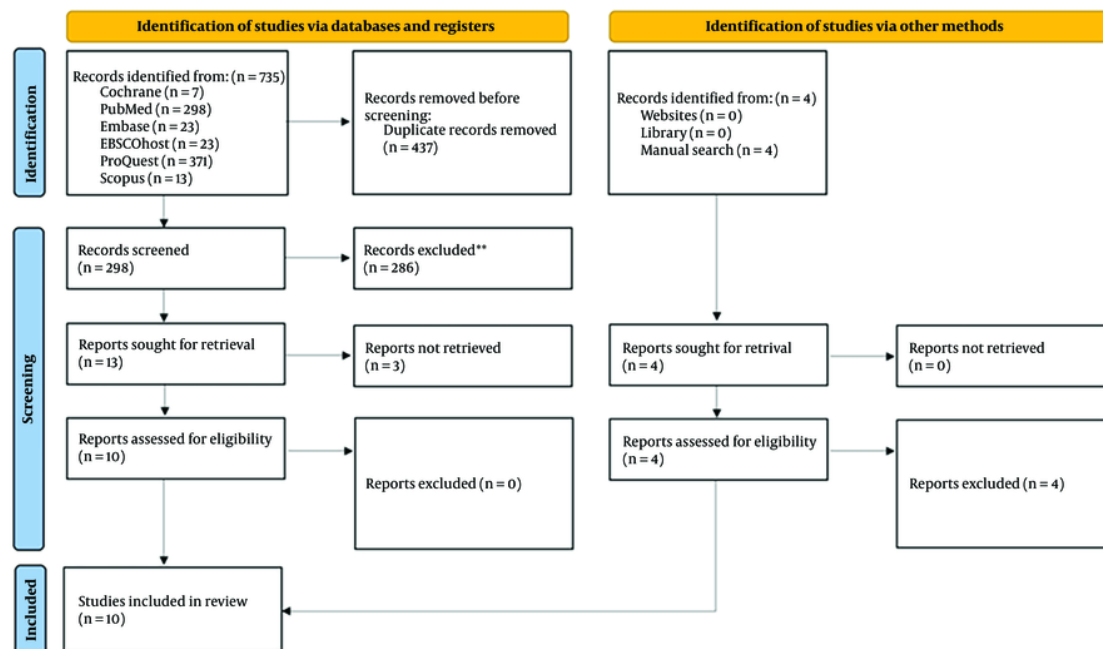 Identification of studies via databases and registers
Identification of studies via other methods
Identification
Records identified from: (n = 735)
Cochrane (n = 7)
PubMed (n = 298)
Embase (n = 23)
EBSCOhost (n = 23)
ProQuest (n = 371)
Scopus (n = 13)
Records removed before
screening:
Duplicate records removed
(n = 437)
Records identified from: (n = 4)
Websites (n = 0)
Library (n = 0)
Manual search (n = 4)
Screening
Records screened
(n = 298)
Records excluded**
(n = 286)
Reports sought for retrieval
(n = 13)
Reports not retrieved
(n = 3)
Reports sought for retrival
(n = 4)
Reports not retrieved
(n = 0)
Reports assessed for eligibility
(n = 10)
Reports excluded (n = 0)
Reports assessed for eligibility
(n = 4)
Reports excluded (n = 4)
Included
Studies included in review
(n = 10)